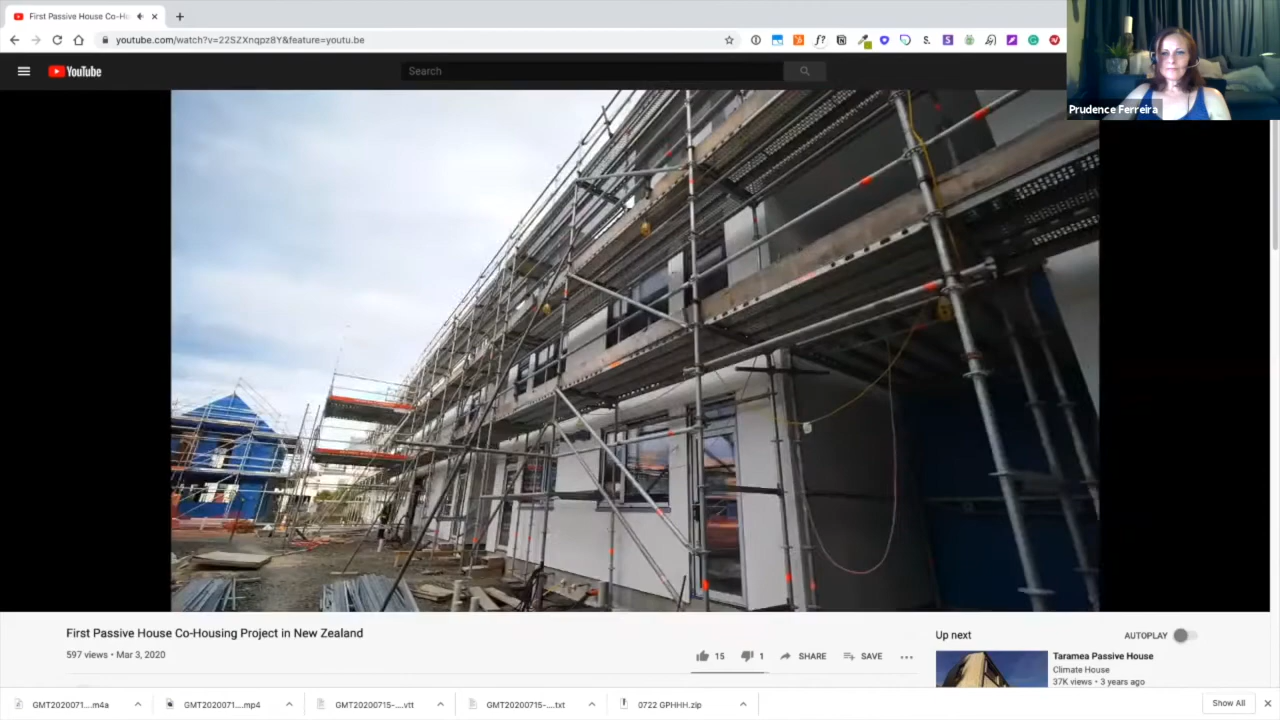 First Passive House Co-Ho
youtube.com/watch?v=22SZXnqpz8Y&feature=youtu.be
YouTube
Search
Prudence Ferreira
First Passive House Co-Housing Project in New Zealand
597 views • Mar 3, 2020
15
1
SHARE
SAVE
Up next
AUTOPLAY
Taramea Passive House
Climate House
37K views • 3 years ago
GMT2020071....m4a
GMT2020071....mp4
GMT20200715-....vtt
GMT20200715-....txt
0722 GPHHH.zip
Show All